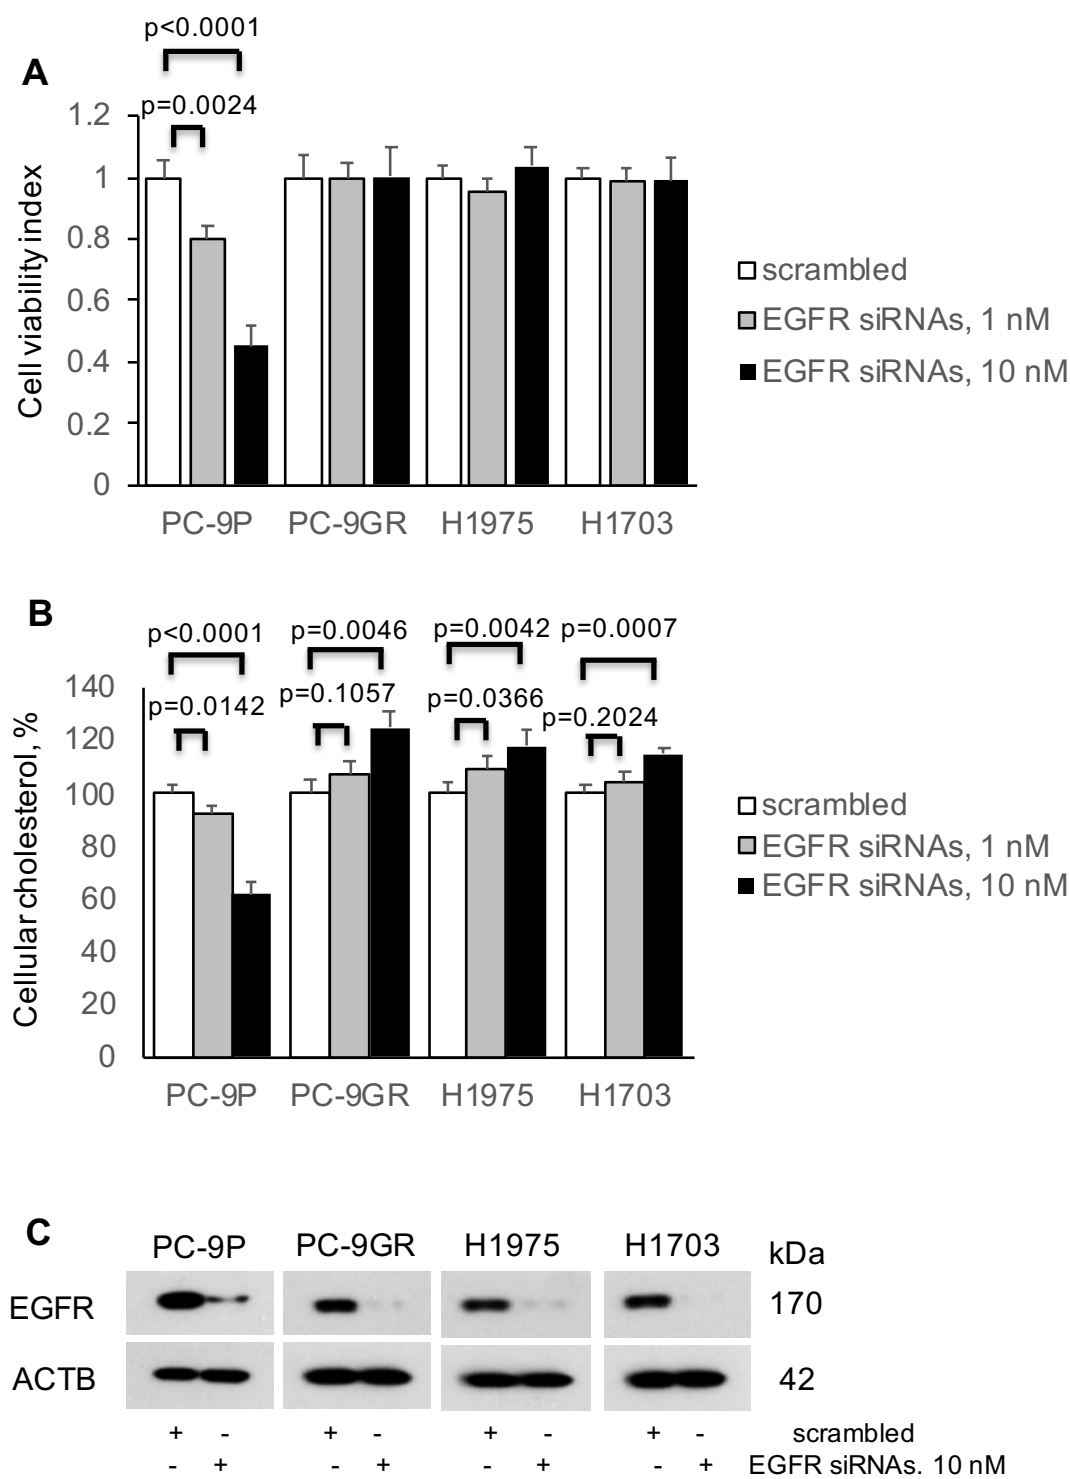 p<0.0001
A
p=0.0024
1.2
1
0.8
0.6
0.4
0.2
0
Cell viability index
scrambled
EGFR siRNAs, 1 nM
EGFR siRNAs, 10 nM
PC-9P PC-9GR H1975 H1703
B
p<0.0001 p=0.0046 p=0.0042 p=0.0007
p=0.0142 p=0.1057 p=0.0366 p=0.2024
140
120
100
80
60
40
20
0
Cellular cholesterol, %
scrambled
EGFR siRNAs, 1 nM
EGFR siRNAs, 10 nM
PC-9P PC-9GR H1975 H1703
C
PC-9P PC-9GR H1975 H1703 kDa
EGFR 170
ACTB 42
+ - + - + - + - scrambled
- + - + - + - + EGFR siRNAs. 10 nM